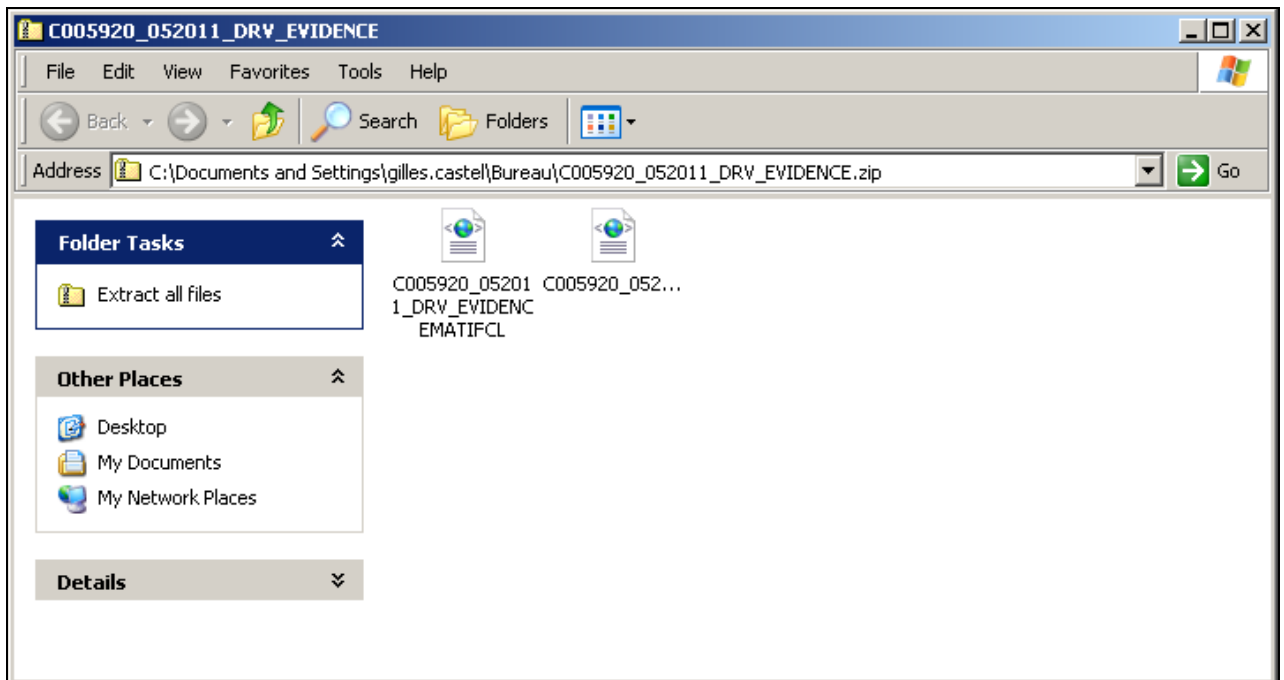 C005920_052011_DRV_EVIDENCE
File Edit View Favorites Tools Help
Back Search Folders
Address C:\Documents and Settings\gilles.castel\Bureau\C005920_052011_DRV_EVIDENCE.zip Go
Folder Tasks
Extract all files
Other Places
Desktop
My Documents
My Network Places
Details
C005920_05201
1_DRV_EVIDENC
EMATIFCL
C005920_052...